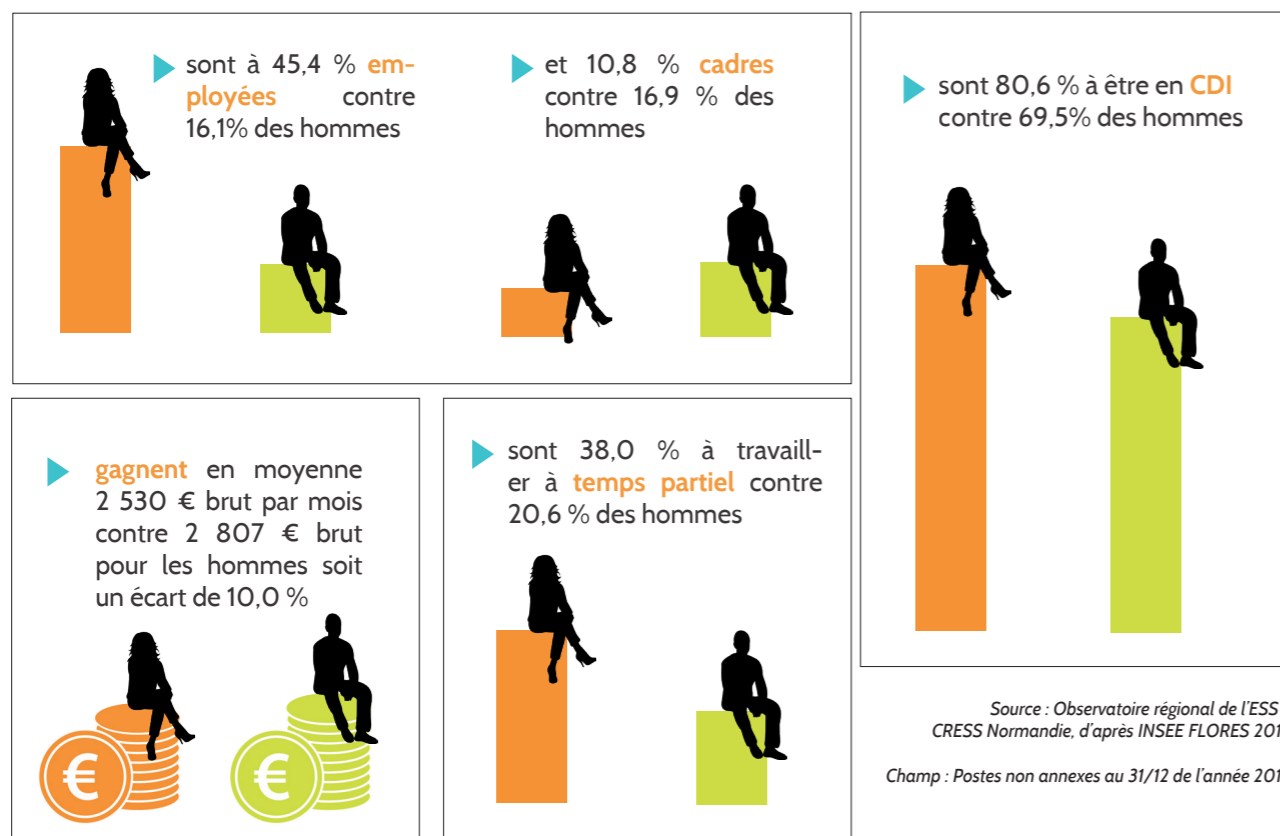 sont à 45,4 % em-
ployées contre
16,1% des hommes
et 10,8 % cadres
contre 16,9 % des
hommes
sont 80,6 % à être en CDI
contre 69,5% des hommes
gagnent en moyenne
2 530 € brut par mois
contre 2 807 € brut
pour les hommes soit
un écart de 10,0 %
sont 38,0 % à travaill-
er à temps partiel contre
20,6 % des hommes
€
€
Source : Observatoire régional de l'ESS
CRESS Normandie, d'après INSEE FLORES 201
Champ : Postes non annexes au 31/12 de l'année 201